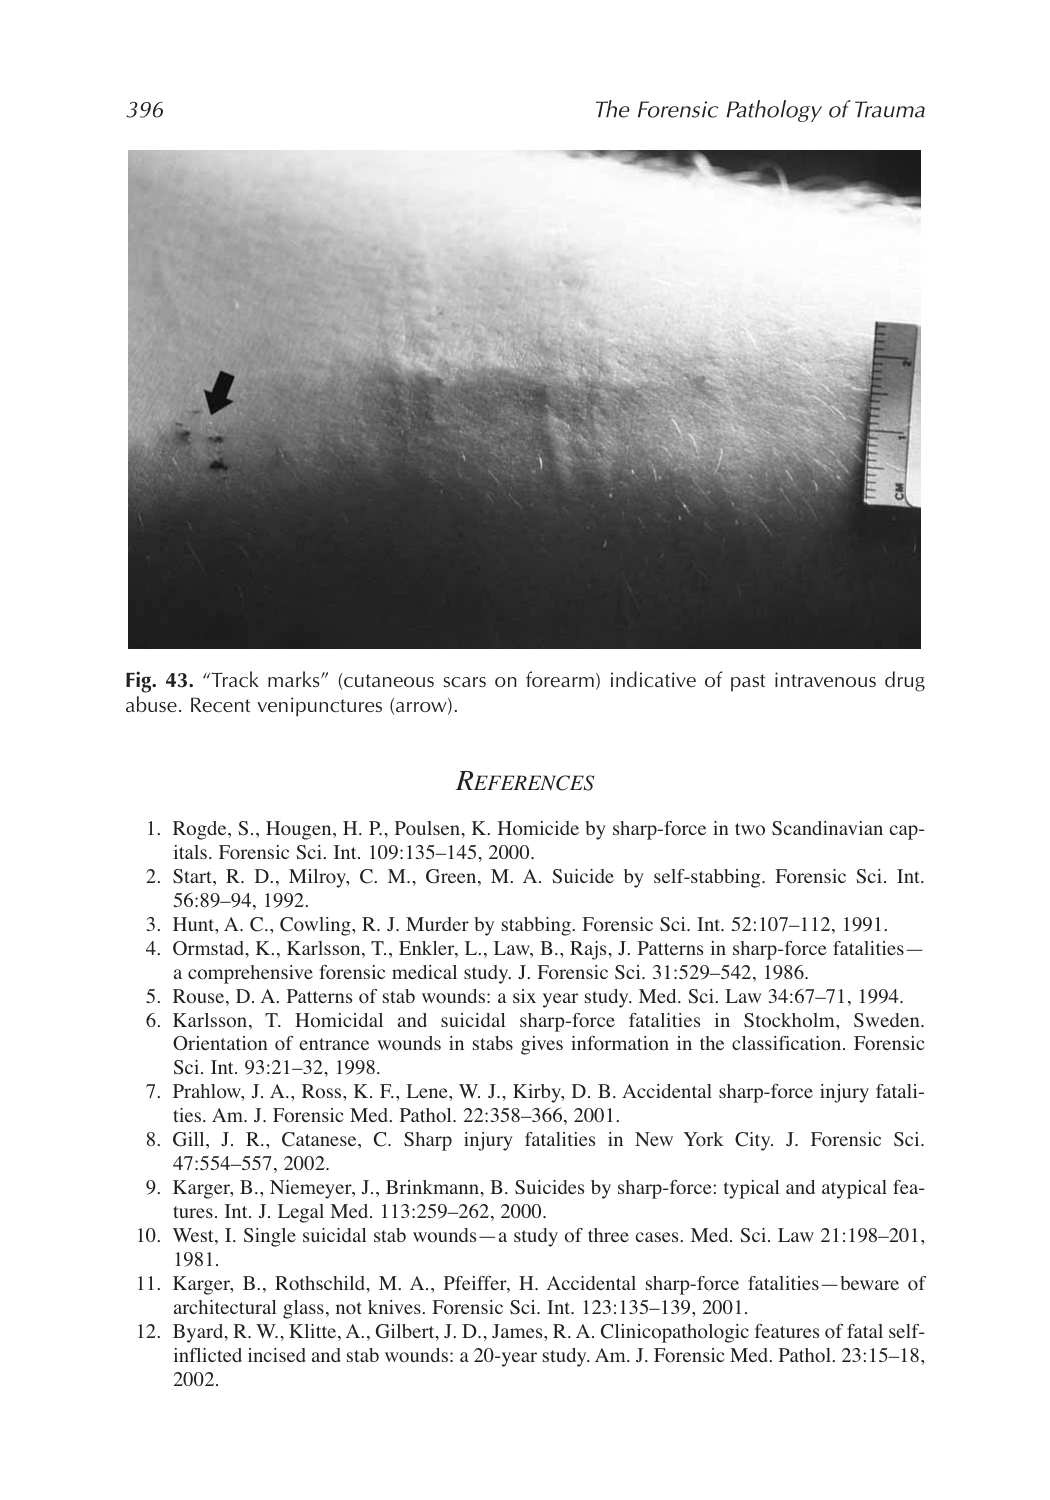 396
The Forensic Pathology of Trauma
2
1
CM
Fig. 43. “Track marks” (cutaneous scars on forearm) indicative of past intravenous drug
abuse. Recent venipunctures (arrow).
REFERENCES
1. Rogde, S., Hougen, H. P., Poulsen, K. Homicide by sharp-force in two Scandinavian cap-
itals. Forensic Sci. Int. 109:135–145, 2000.
2. Start, R. D., Milroy, C. M., Green, M. A. Suicide by self-stabbing. Forensic Sci. Int.
56:89–94, 1992.
3. Hunt, A. C., Cowling, R. J. Murder by stabbing. Forensic Sci. Int. 52:107–112, 1991.
4. Ormstad, K., Karlsson, T., Enkler, L., Law, B., Rajs, J. Patterns in sharp-force fatalities—
a comprehensive forensic medical study. J. Forensic Sci. 31:529–542, 1986.
5. Rouse, D. A. Patterns of stab wounds: a six year study. Med. Sci. Law 34:67–71, 1994.
6. Karlsson, T. Homicidal and suicidal sharp-force fatalities in Stockholm, Sweden.
Orientation of entrance wounds in stabs gives information in the classification. Forensic
Sci. Int. 93:21–32, 1998.
7. Prahlow, J. A., Ross, K. F., Lene, W. J., Kirby, D. B. Accidental sharp-force injury fatali-
ties. Am. J. Forensic Med. Pathol. 22:358–366, 2001.
8. Gill, J. R., Catanese, C. Sharp injury fatalities in New York City. J. Forensic Sci.
47:554–557, 2002.
9. Karger, B., Niemeyer, J., Brinkmann, B. Suicides by sharp-force: typical and atypical fea-
tures. Int. J. Legal Med. 113:259–262, 2000.
10. West, I. Single suicidal stab wounds—a study of three cases. Med. Sci. Law 21:198–201,
1981.
11. Karger, B., Rothschild, M. A., Pfeiffer, H. Accidental sharp-force fatalities—beware of
architectural glass, not knives. Forensic Sci. Int. 123:135–139, 2001.
12. Byard, R. W., Klitte, A., Gilbert, J. D., James, R. A. Clinicopathologic features of fatal self-
inflicted incised and stab wounds: a 20-year study. Am. J. Forensic Med. Pathol. 23:15–18,
2002.